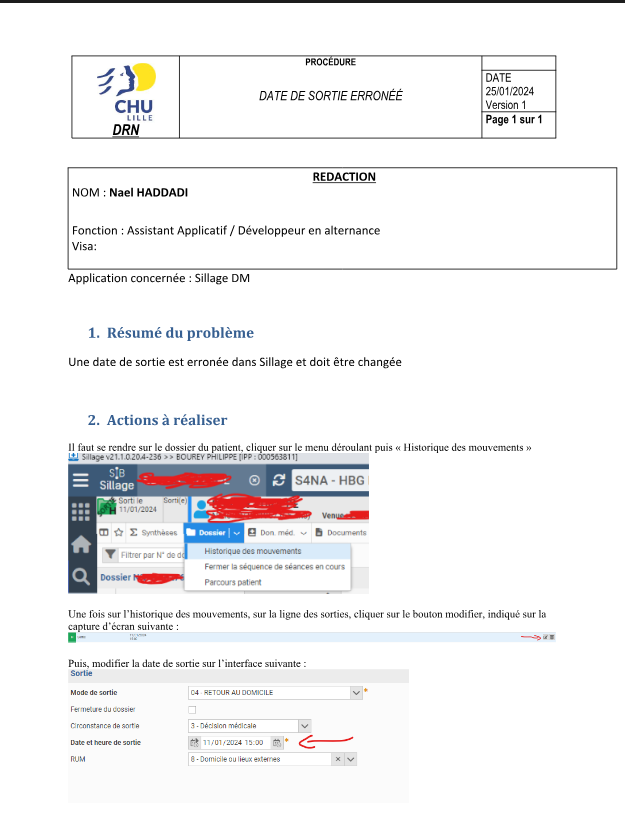 PROCÉDURE
DATE DE SORTIE ERRONÉÉ
DATE
25/01/2024
Version 1
Page 1 sur 1
CHU
LILLE
DRN
REDACTION
NOM : Nael HADDADI
Fonction : Assistant Applicatif / Développeur en alternance
Visa:
Application concernée : Sillage DM
1. Résumé du problème
Une date de sortie est erronée dans Sillage et doit être changée
2. Actions à réaliser
Il faut se rendre sur le dossier du patient, cliquer sur le menu déroulant puis « Historique des mouvements »
Sillage v21.1.0.20.4-236 >> BOUREY PHILIPPE [IPP : 000563811]
SIB
Sillage
S4NA - HBG
Sorti le
11/01/2024
Sorti(e)
Venue
Synthèses
Dossier
Don. méd.
Documents
Filtrer par N° de do
Historique des mouvements
Fermer la séquence de séances en cours
Parcours patient
Dossier N
Une fois sur l'historique des mouvements, sur la ligne des sorties, cliquer sur le bouton modifier, indiqué sur la
capture d'écran suivante :
Puis, modifier la date de sortie sur l'interface suivante :
Sortie
Mode de sortie
04 - RETOUR AU DOMICILE
*
Fermeture du dossier
Circonstance de sortie
3 - Décision médicale
Date et heure de sortie
11/01/2024 15:00
*
RUM
8 - Domicile ou lieux externes